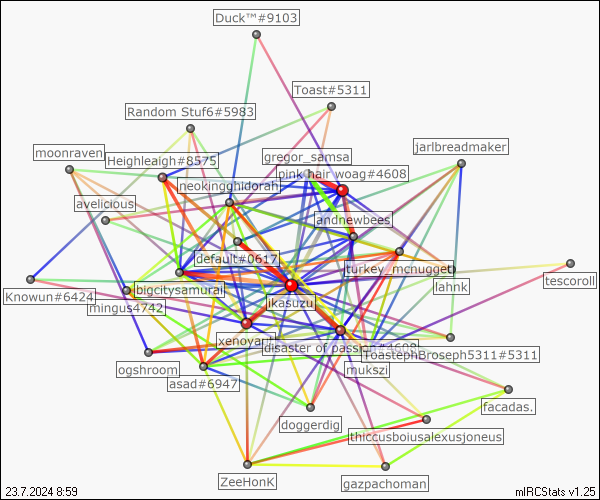 Duck™#9103
Toast#5311
Random Stuf6#5983
jarlbreadmaker
moonraven
gregor_samsa
Heighleaigh#8575
pink hair woag#4608
neokingghidorah
avelicious
andnewbees
default#0617
turkey_mcnugget
tescoroll
lahnk
bigcitysamurai
Knowun#6424
ikasuzu
mingus4742
xenoyari
disaster of passion#4608
ToastephBroseph5311#5311
ogshroom
mukszi
asad#6947
facadas.
doggerdig
thiccusboiusalexusjoneus
ZeeHonK
gazpachoman
23.7.2024 8:59
mIRCStats v1.25